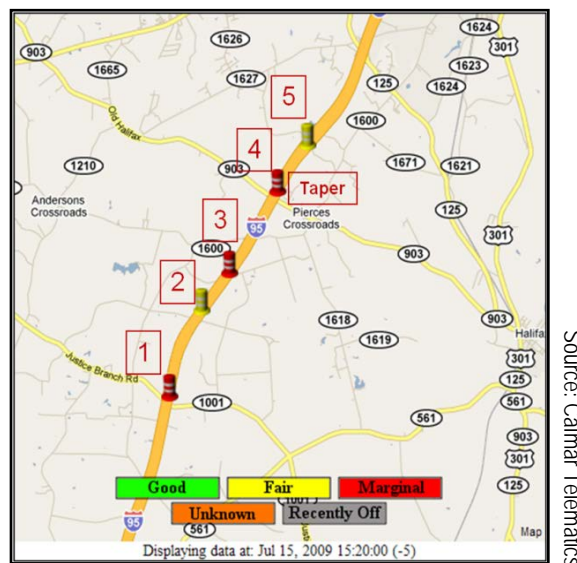 1624
301
1626
903
1665
1623
125
1624
1627
5
1600
Old Halifax
4
903
1671
1621
1210
Taper
Andersons
Crossroads
Pierces
Crossroads
125
3
95
301
1600
903
2
1618
903
1619
Halifa
1
301
Justice Branch Rd
125
1001
561
561
903
301
Good
Fair
Marginal
125
1001
Justi
Unknown
Recently Off
95
561
Map
Displaying data at: Jul 15, 2009 15:20:00 (-5)
Source: Calmar Telematics